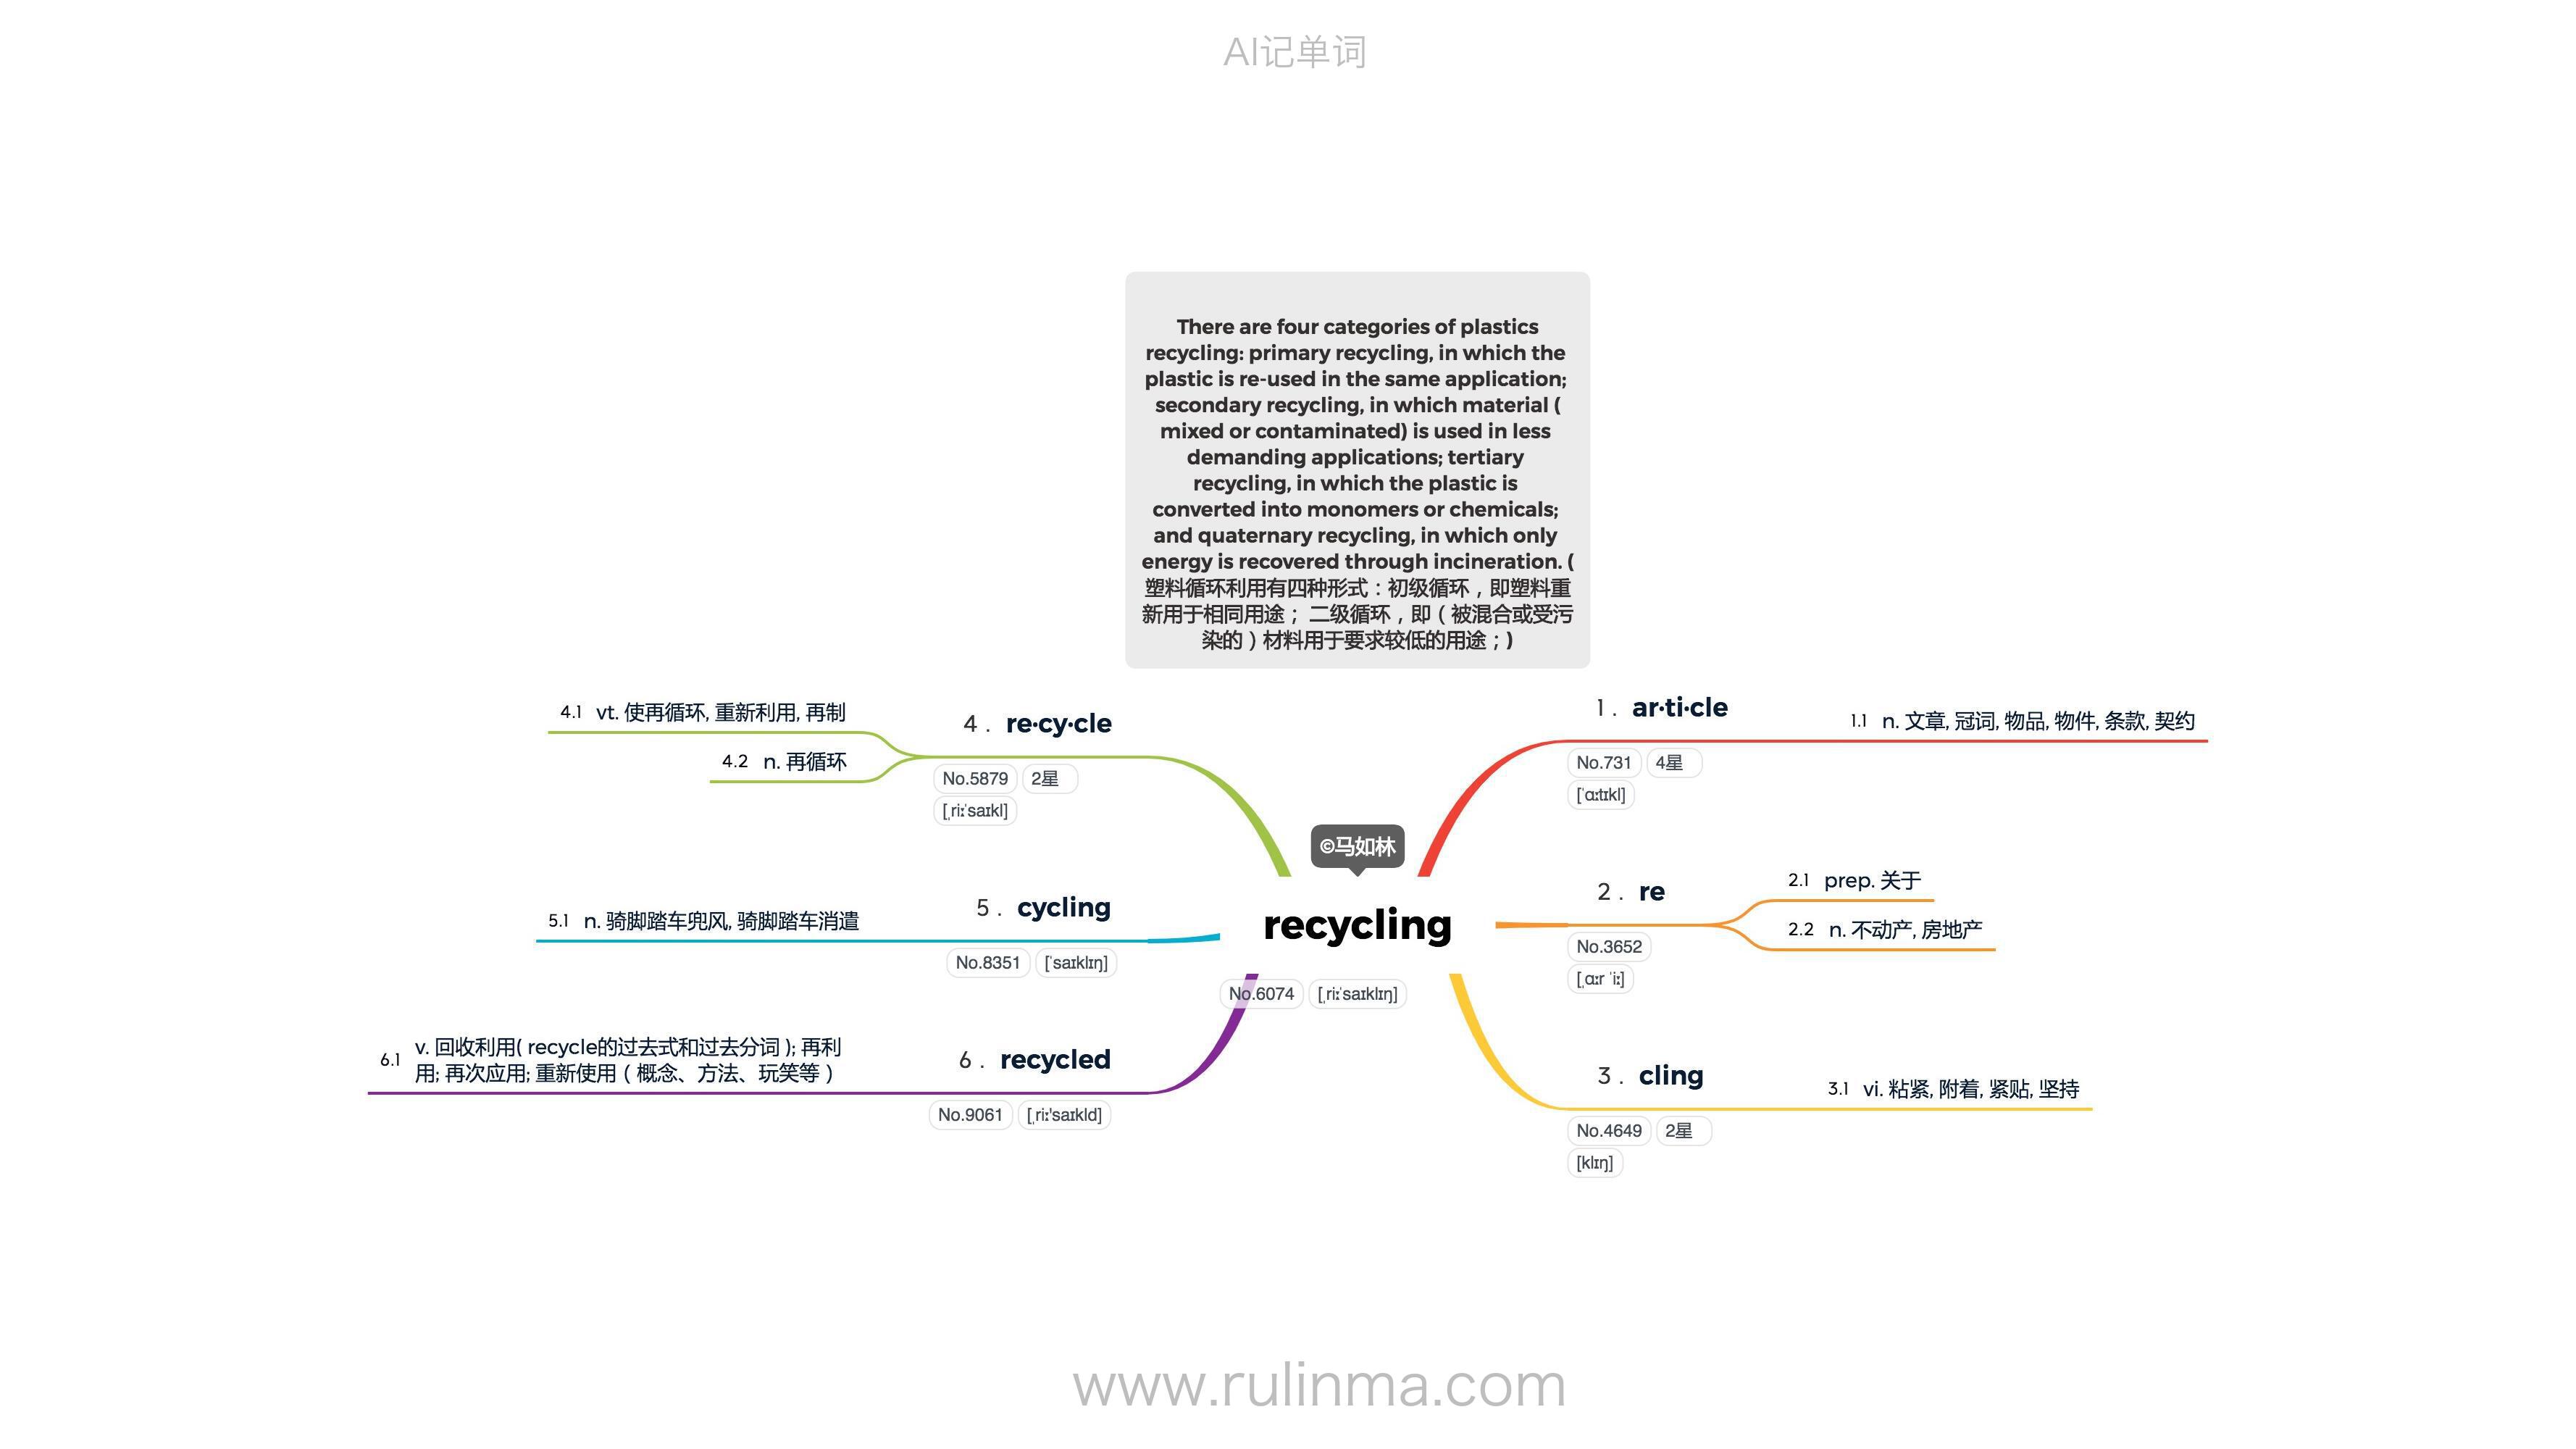 AI记单词
There are four categories of plastics
recycling: primary recycling, in which the
plastic is re-used in the same application;
secondary recycling, in which material (
mixed or contaminated) is used in less
demanding applications; tertiary
recycling, in which the plastic is
converted into monomers or chemicals;
and quaternary recycling, in which only
energy is recovered through incineration. (
塑料循环利用有四种形式：初级循环，即塑料重
新用于相同用途； 二级循环，即（被混合或受污
染的）材料用于要求较低的用途；)
©马如林
recycling
No.6074 [ˌriːˈsaɪklɪŋ]
1 . ar·ti·cle
No.731 4星
[ˈɑːtɪkl]
1.1 n. 文章, 冠词, 物品, 物件, 条款, 契约
2 . re
No.3652
[ˌɑːr ˈiː]
2.1 prep. 关于
2.2 n. 不动产, 房地产
3 . cling
No.4649 2星
[klɪŋ]
3.1 vi. 粘紧, 附着, 紧贴, 坚持
4 . re·cy·cle
No.5879 2星
[ˌriːˈsaɪkl]
4.1 vt. 使再循环, 重新利用, 再制
4.2 n. 再循环
5 . cycling
No.8351 [ˈsaɪklɪŋ]
5.1 n. 骑脚踏车兜风, 骑脚踏车消遣
6 . recycled
No.9061 [ˌriː'saɪkld]
6.1 v. 回收利用( recycle的过去式和过去分词 ); 再利
用; 再次应用; 重新使用（概念、方法、玩笑等）
www.rulinma.com